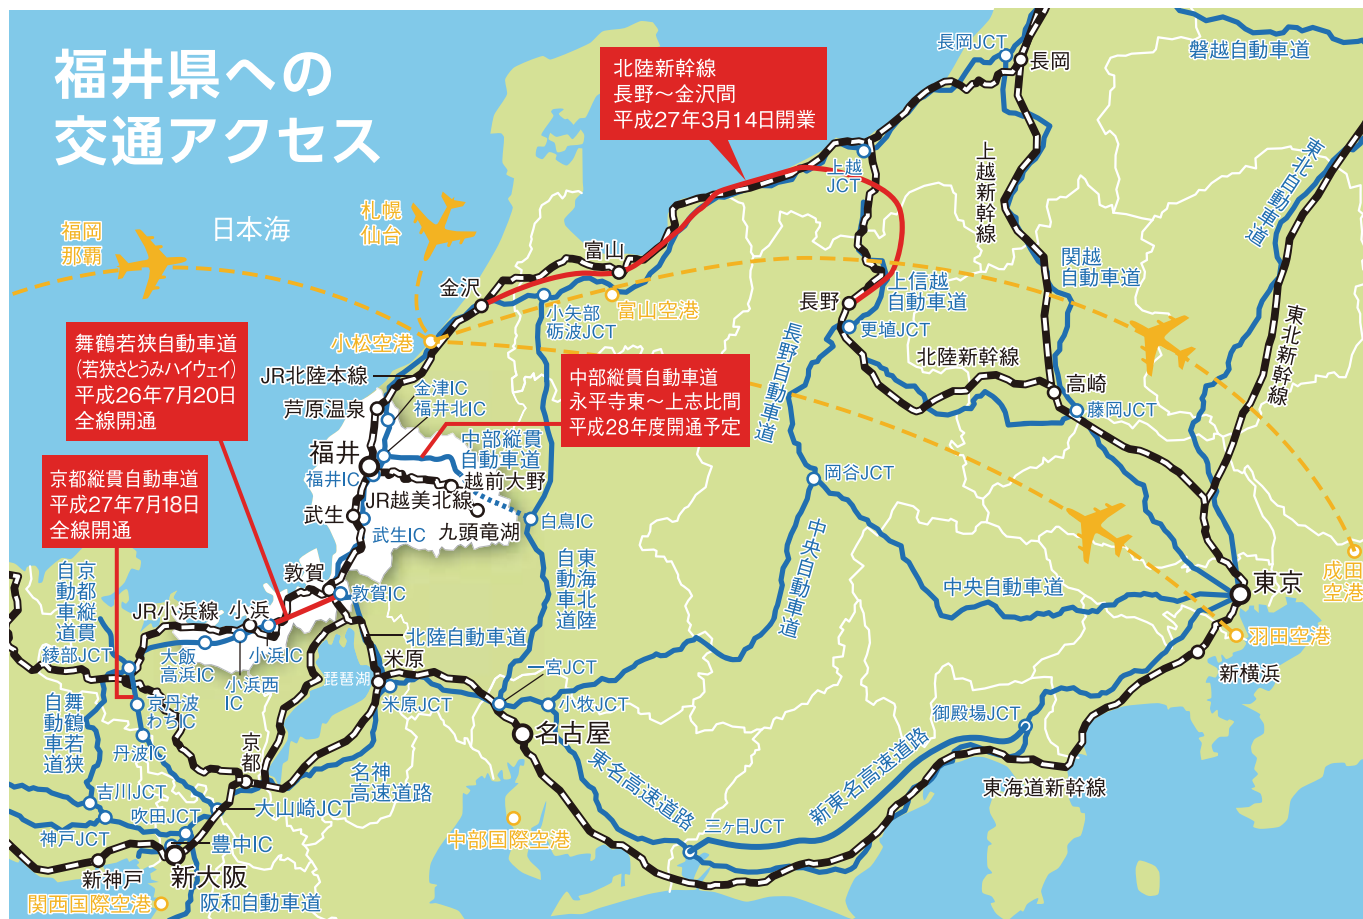 福井県への
交通アクセス
日本海
福岡
那覇
札幌
仙台
北陸新幹線
長野〜金沢間
平成27年3月14日開業
長岡JCT
長岡
磐越自動車道
東北自動車道
上越
JCT
上越新幹線
関越
自動車道
富山
金沢
小矢部
砺波JCT
富山空港
小松空港
長野
上信越
自動車道
更埴JCT
北陸新幹線
高崎
藤岡JCT
東北新幹線
長野自動車道
舞鶴若狭自動車道
(若狭さとうみハイウェイ)
平成26年7月20日
全線開通
JR北陸本線
芦原温泉
金津IC
福井北IC
中部縦貫自動車道
永平寺東〜上志比間
平成28年度開通予定
福井
福井IC
中部縦貫
自動車道
越前大野
JR越美北線
九頭竜湖
武生
武生IC
白鳥IC
岡谷JCT
京都縦貫自動車道
平成27年7月18日
全線開通
敦賀
敦賀IC
東海北陸
自動車道
中央自動車道
中央自動車道
東京
成田
空港
羽田空港
新横浜
京都縦貫
自動車道
JR小浜線
小浜
綾部JCT
大飯
高浜IC
小浜IC
小浜西
IC
北陸自動車道
米原
琵琶湖
米原JCT
一宮JCT
小牧JCT
名古屋
舞鶴若狭
自動車道
京丹波
わちIC
丹波IC
京都
名神
高速道路
吉川JCT
吹田JCT
大山崎JCT
神戸JCT
豊中IC
新神戸
新大阪
関西国際空港
阪和自動車道
中部国際空港
東名高速道路
三ヶ日JCT
新東名高速道路
御殿場JCT
東海道新幹線